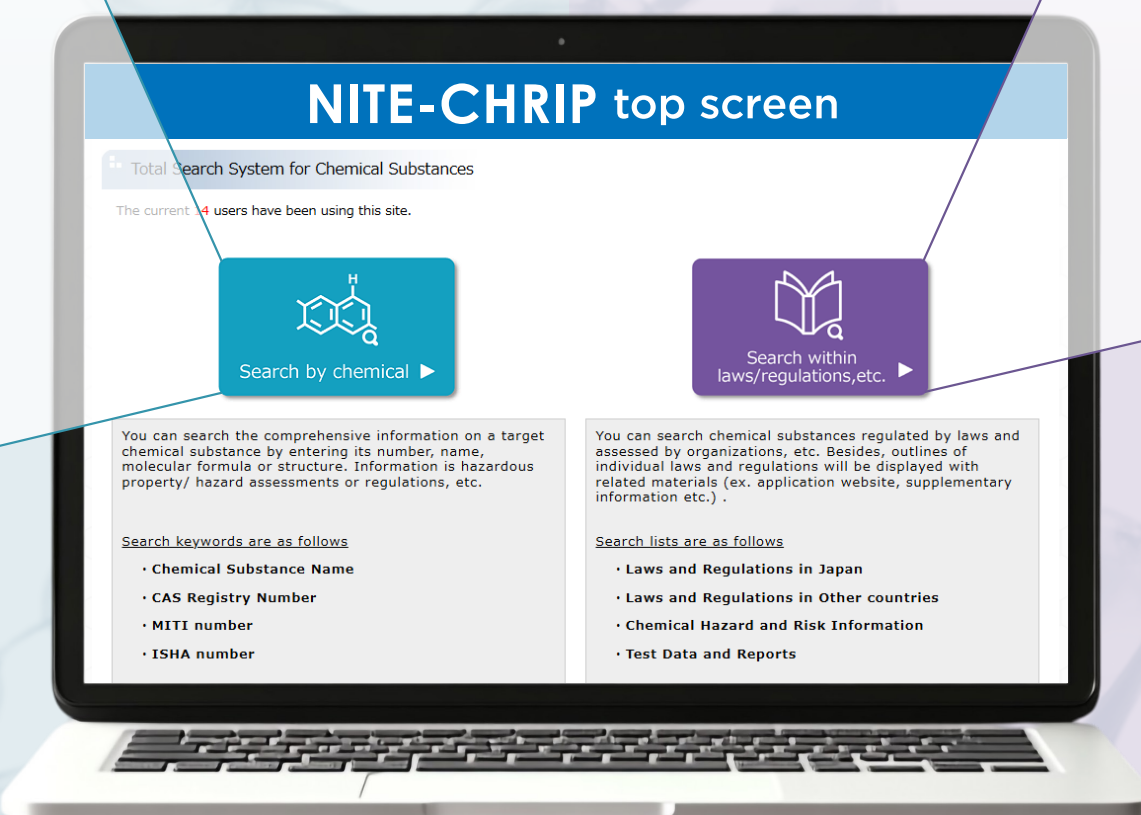 NITE-CHRIP top screen
Total Search System for Chemical Substances
The current 14 users have been using this site.
H
Search by chemical ▶
Search within
laws/regulations,etc. ▶
You can search the comprehensive information on a target
chemical substance by entering its number, name,
molecular formula or structure. Information is hazardous
property/ hazard assessments or regulations, etc.
Search keywords are as follows
・Chemical Substance Name
・CAS Registry Number
・MITI number
・ISHA number
You can search chemical substances regulated by laws and
assessed by organizations, etc. Besides, outlines of
individual laws and regulations will be displayed with
related materials (ex. application website, supplementary
information etc.) .
Search lists are as follows
・Laws and Regulations in Japan
・Laws and Regulations in Other countries
・Chemical Hazard and Risk Information
・Test Data and Reports